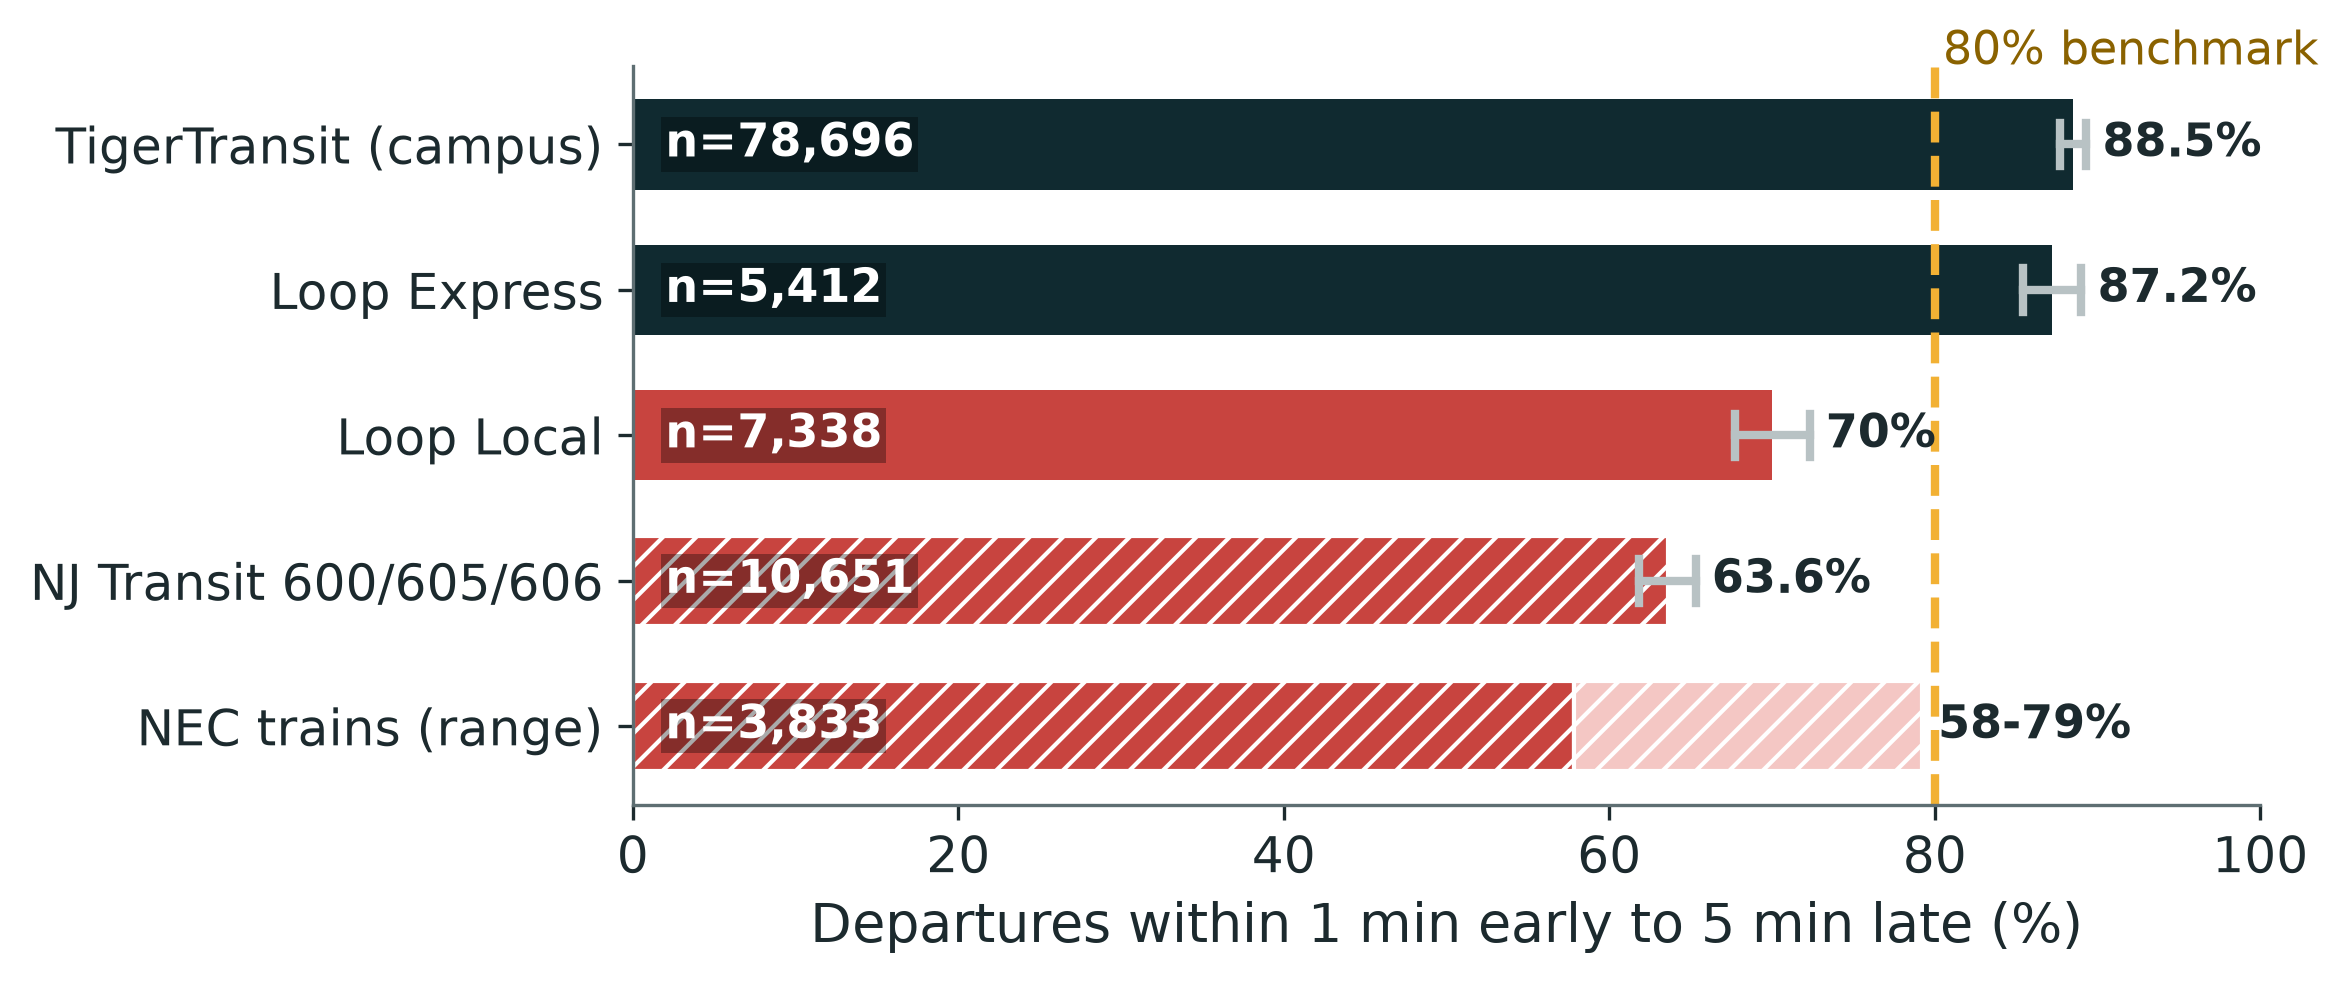 80% benchmark
TigerTransit (campus) n=78,696 88.5%
Loop Express n=5,412 87.2%
Loop Local n=7,338 70%
NJ Transit 600/605/606 n=10,651 63.6%
NEC trains (range) n=3,833 58-79%
0 20 40 60 80 100
Departures within 1 min early to 5 min late (%)